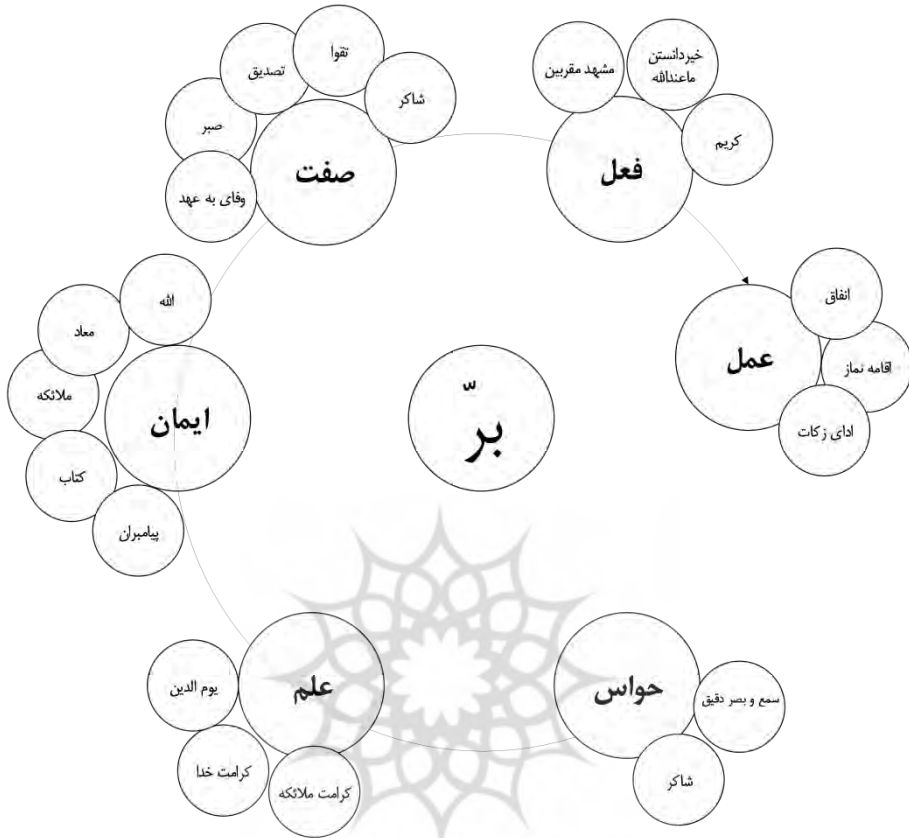 تقوا
تصدیق
شاکر
صبر
وفای به عهد
صفت
مشهد مقربین
خیردانستن
ماعندالله
کریم
فعل
انفاق
اقامه نماز
ادای زکات
عمل
الله
معاد
ملائکه
کتاب
پیامبران
ایمان
برّ
یوم الدین
کرامت خدا
کرامت ملائکه
علم
حواس
سمع و بصر دقیق
شاکر